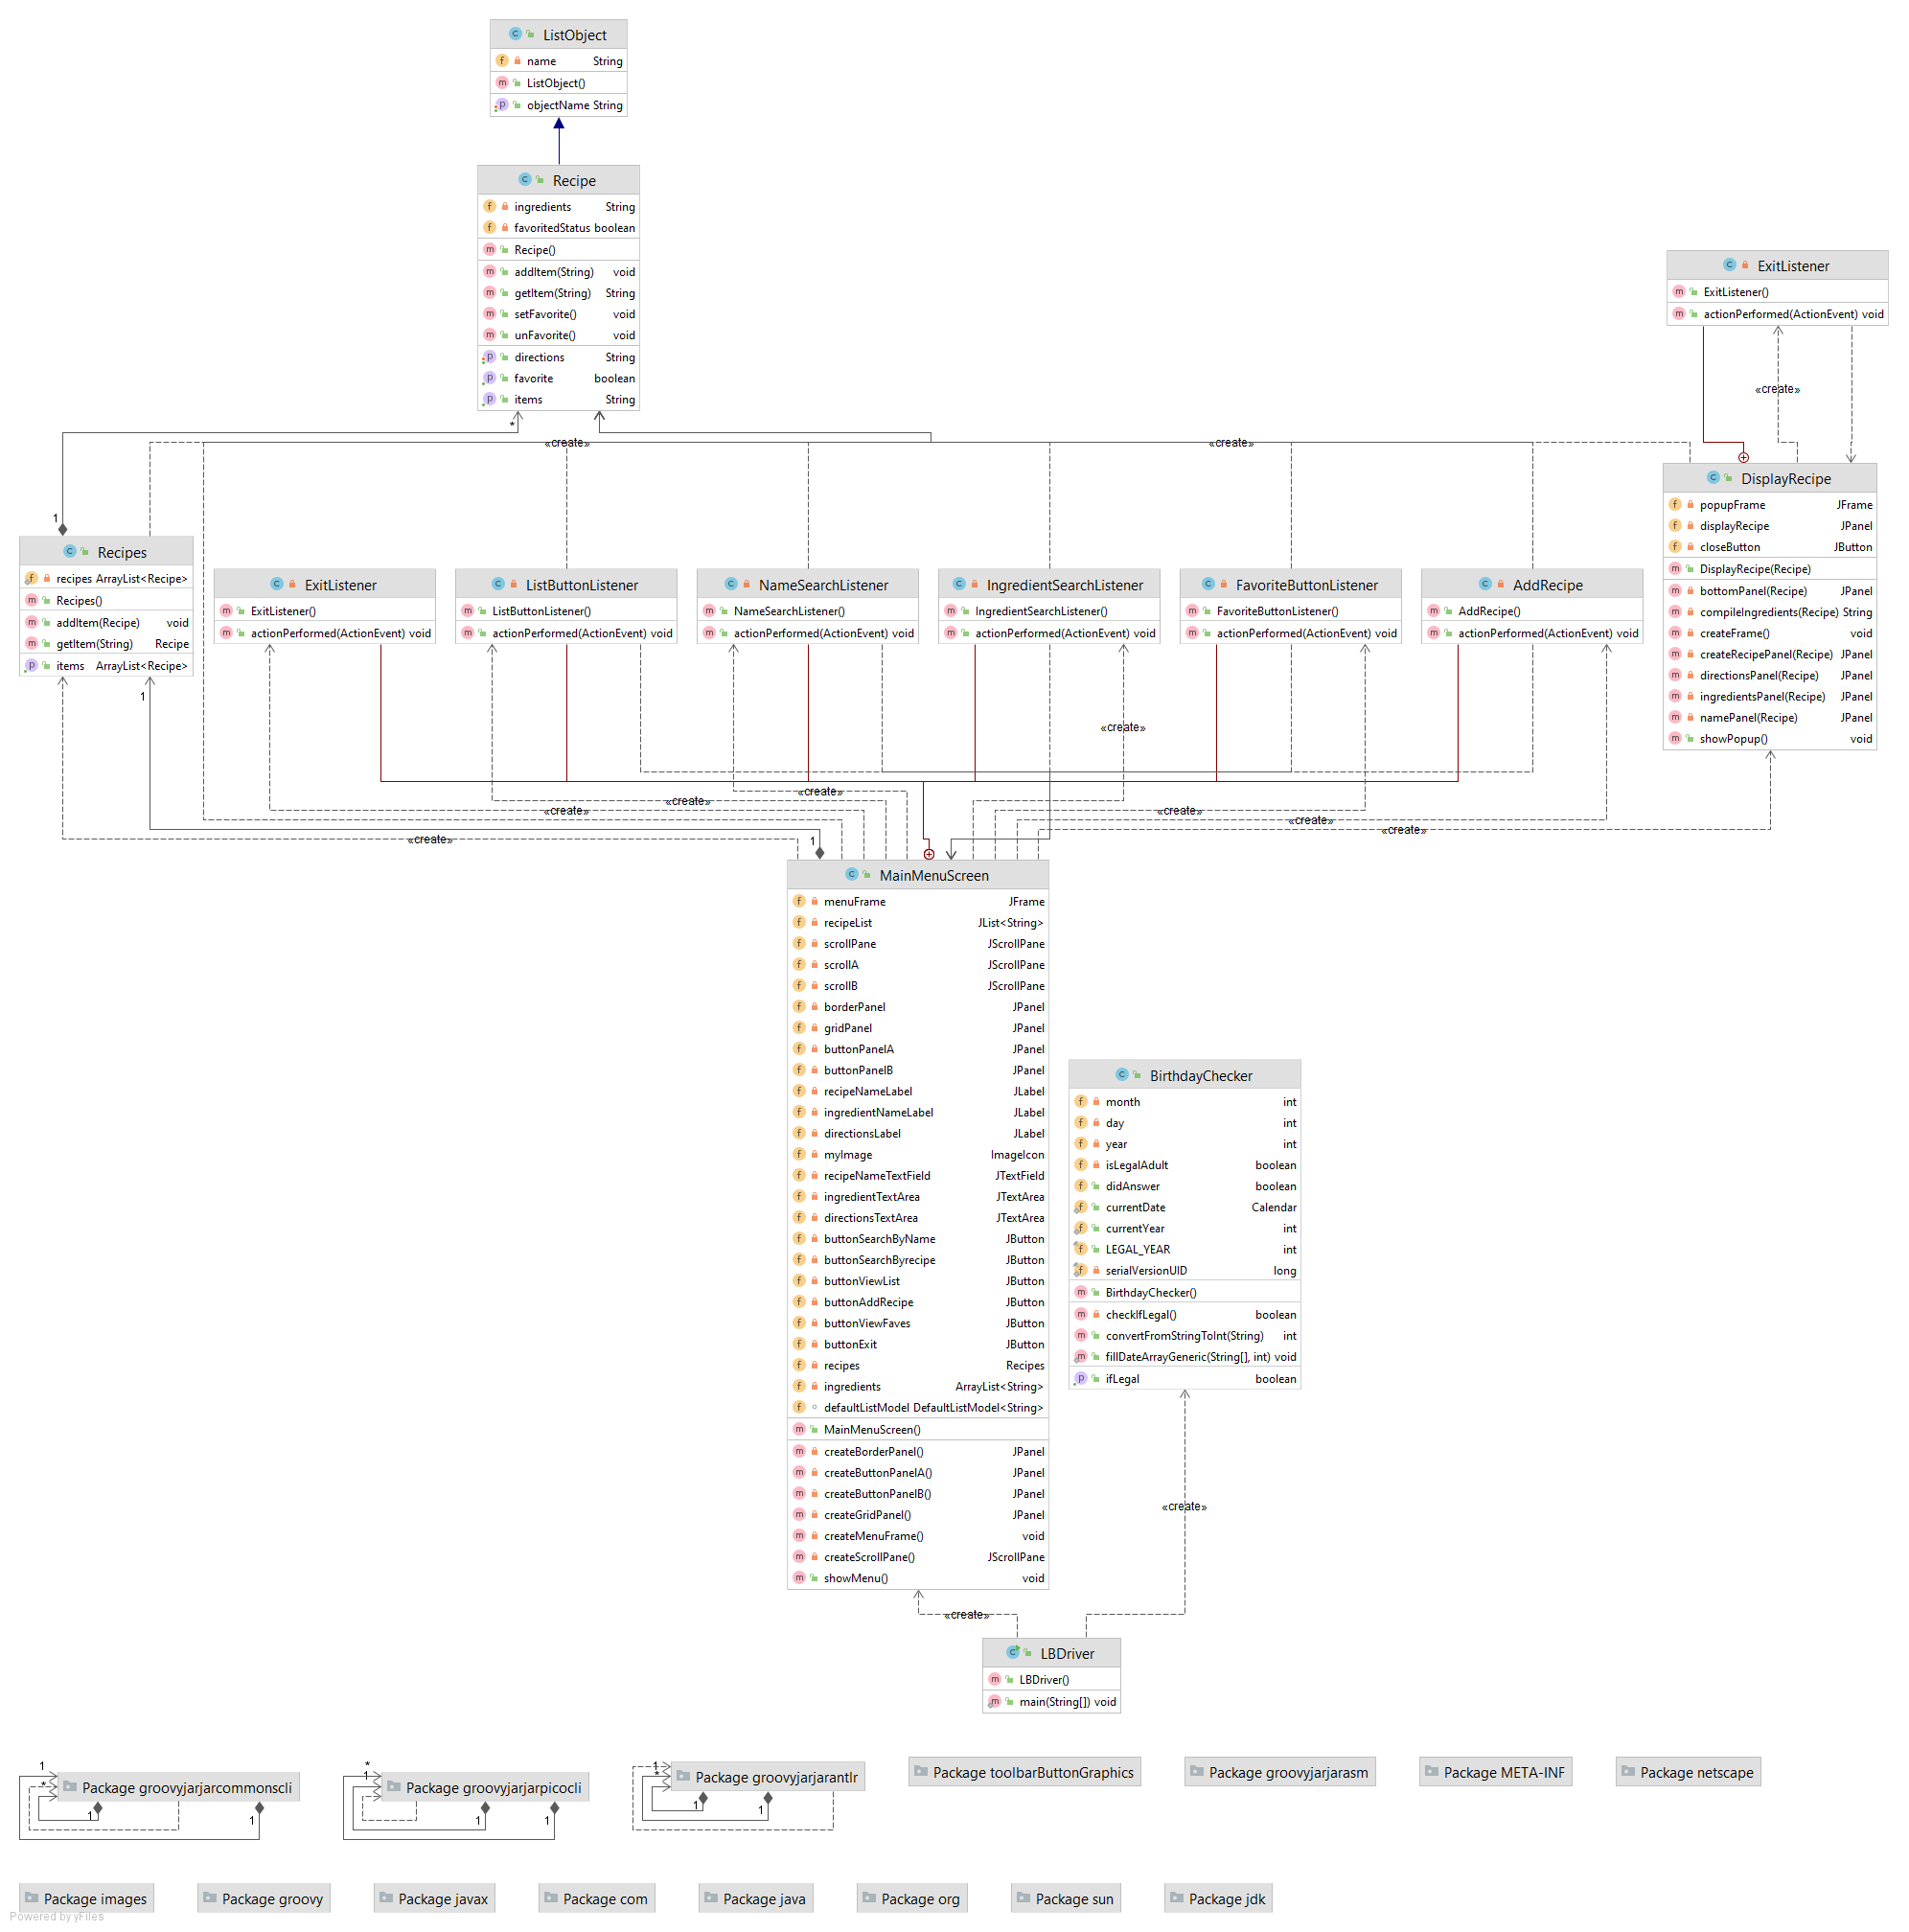 ListObject
name String
ListObject()
objectName String
Recipe
ingredients String
favoritedStatus boolean
Recipe()
addItem(String) void
getItem(String) String
setFavorite() void
unFavorite() void
directions String
favorite boolean
items String
ExitListener
ExitListener()
actionPerformed(ActionEvent) void
«create»
*
«create»
«create»
1
DisplayRecipe
popupFrame JFrame
displayRecipe JPanel
closeButton JButton
DisplayRecipe(Recipe)
bottomPanel(Recipe) JPanel
compileIngredients(Recipe) String
createFrame() void
createRecipePanel(Recipe) JPanel
directionsPanel(Recipe) JPanel
ingredientsPanel(Recipe) JPanel
namePanel(Recipe) JPanel
showPopup() void
Recipes
recipes ArrayList<Recipe>
Recipes()
addItem(Recipe) void
getItem(String) Recipe
items ArrayList<Recipe>
1
ExitListener
ExitListener()
actionPerformed(ActionEvent) void
ListButtonListener
ListButtonListener()
actionPerformed(ActionEvent) void
NameSearchListener
NameSearchListener()
actionPerformed(ActionEvent) void
IngredientSearchListener
IngredientSearchListener()
actionPerformed(ActionEvent) void
FavoriteButtonListener
FavoriteButtonListener()
actionPerformed(ActionEvent) void
AddRecipe
AddRecipe()
actionPerformed(ActionEvent) void
«create»
«create»
«create»
«create»
«create»
«create»
«create»
«create»
1
MainMenuScreen
menuFrame JFrame
recipeList JList<String>
scrollPane JScrollPane
scrollA JScrollPane
scrollB JScrollPane
borderPanel JPanel
gridPanel JPanel
buttonPanelA JPanel
buttonPanelB JPanel
recipeNameLabel JLabel
ingredientNameLabel JLabel
directionsLabel JLabel
myImage ImageIcon
recipeNameTextField JTextField
ingredientTextArea JTextArea
directionsTextArea JTextArea
buttonSearchByName JButton
buttonSearchByrecipe JButton
buttonViewList JButton
buttonAddRecipe JButton
buttonViewFaves JButton
buttonExit JButton
recipes Recipes
ingredients ArrayList<String>
defaultListModel DefaultListModel<String>
MainMenuScreen()
createBorderPanel() JPanel
createButtonPanelA() JPanel
createButtonPanelB() JPanel
createGridPanel() JPanel
createMenuFrame() void
createScrollPane() JScrollPane
showMenu() void
BirthdayChecker
month int
day int
year int
isLegalAdult boolean
didAnswer boolean
currentDate Calendar
currentYear int
LEGAL_YEAR int
serialVersionUID long
BirthdayChecker()
checkIfLegal() boolean
convertFromStringToInt(String) int
fillDateArrayGeneric(String[], int) void
ifLegal boolean
«create»
«create»
LBDriver
LBDriver()
main(String[]) void
1
*
Package groovyjarjarcommonscli
1
1
*
1
Package groovyjarjarpicocli
1
1
1
*
Package groovyjarjarantlr
1
1
Package toolbarButtonGraphics
Package groovyjarjarasm
Package META-INF
Package netscape
Package images
Package groovy
Package javax
Package com
Package java
Package org
Package sun
Package jdk
Powered by yFiles